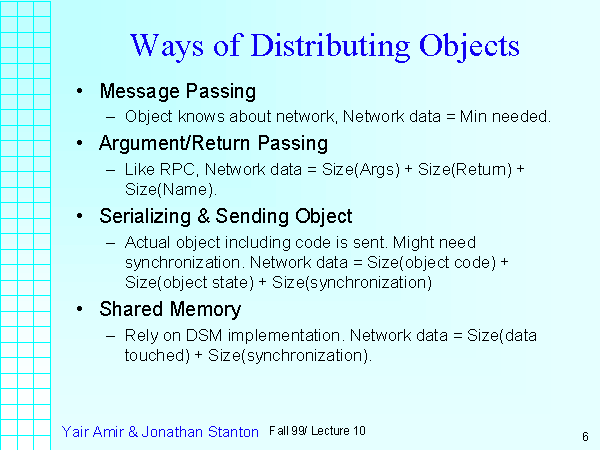 Ways of Distributing Objects
• Message Passing
– Object knows about network, Network data = Min needed.
• Argument/Return Passing
– Like RPC, Network data = Size(Args) + Size(Return) +
Size(Name).
• Serializing & Sending Object
– Actual object including code is sent. Might need
synchronization. Network data = Size(object code) +
Size(object state) + Size(synchronization)
• Shared Memory
– Rely on DSM implementation. Network data = Size(data
touched) + Size(synchronization).
Yair Amir & Jonathan Stanton Fall 99/ Lecture 10
6